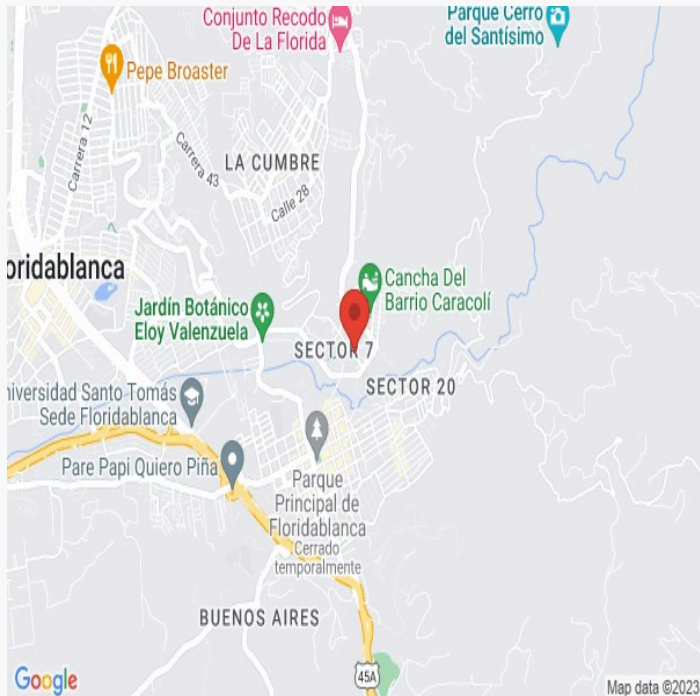 Conjunto Recodo
De La Florida
Parque Cerro
del Santísimo
Pepe Broaster
Carrera 12
Carrera 43
LA CUMBRE
Calle 28
oridablanca
Cancha Del
Barrio Caracolí
Jardín Botánico
Eloy Valenzuela
SECTOR 7
SECTOR 20
niversidad Santo Tomás
Sede Floridablanca
Pare Papi Quiero Piña
Parque
Principal de
Floridablanca
Cerrado
temporalmente
BUENOS AIRES
45A
Google
Map data ©2023